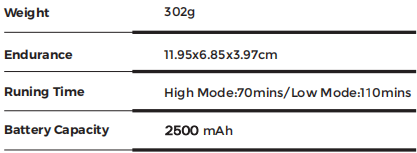 Weight 302g
Endurance 11.95x6.85x3.97cm
Runing Time High Mode:70mins/Low Mode:110mins
Battery Capacity 2500 mAh